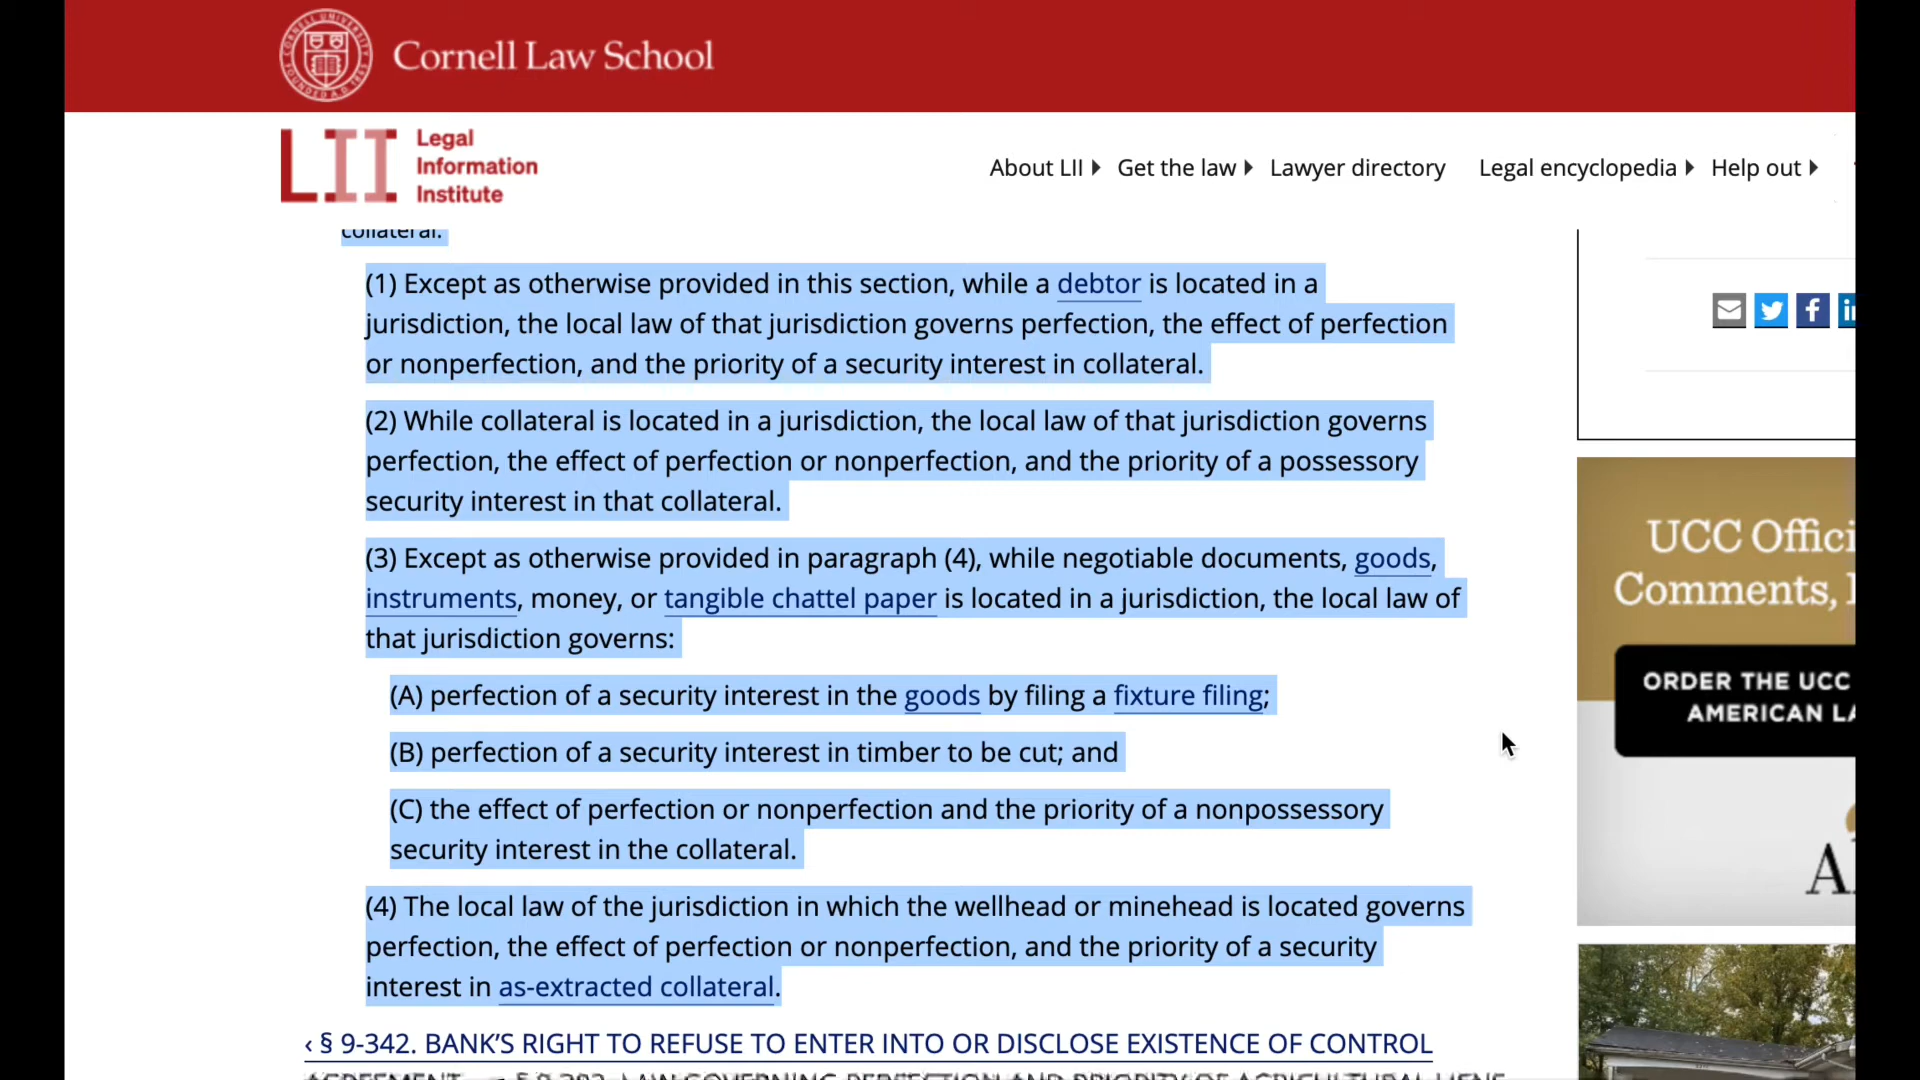 Cornell Law School
LII
Legal
Information
Institute
About LII
Get the law
Lawyer directory
Legal encyclopedia
Help out
collateral.
(1) Except as otherwise provided in this section, while a debtor is located in a
jurisdiction, the local law of that jurisdiction governs perfection, the effect of perfection
or nonperfection, and the priority of a security interest in collateral.
(2) While collateral is located in a jurisdiction, the local law of that jurisdiction governs
perfection, the effect of perfection or nonperfection, and the priority of a possessory
security interest in that collateral.
(3) Except as otherwise provided in paragraph (4), while negotiable documents, goods,
instruments, money, or tangible chattel paper is located in a jurisdiction, the local law of
that jurisdiction governs:
(A) perfection of a security interest in the goods by filing a fixture filing;
(B) perfection of a security interest in timber to be cut; and
(C) the effect of perfection or nonperfection and the priority of a nonpossessory
security interest in the collateral.
(4) The local law of the jurisdiction in which the wellhead or minehead is located governs
perfection, the effect of perfection or nonperfection, and the priority of a security
interest in as-extracted collateral.
‹ § 9-342. BANK’S RIGHT TO REFUSE TO ENTER INTO OR DISCLOSE EXISTENCE OF CONTROL
UCC Offici
Comments,
ORDER THE UCC
AMERICAN LA